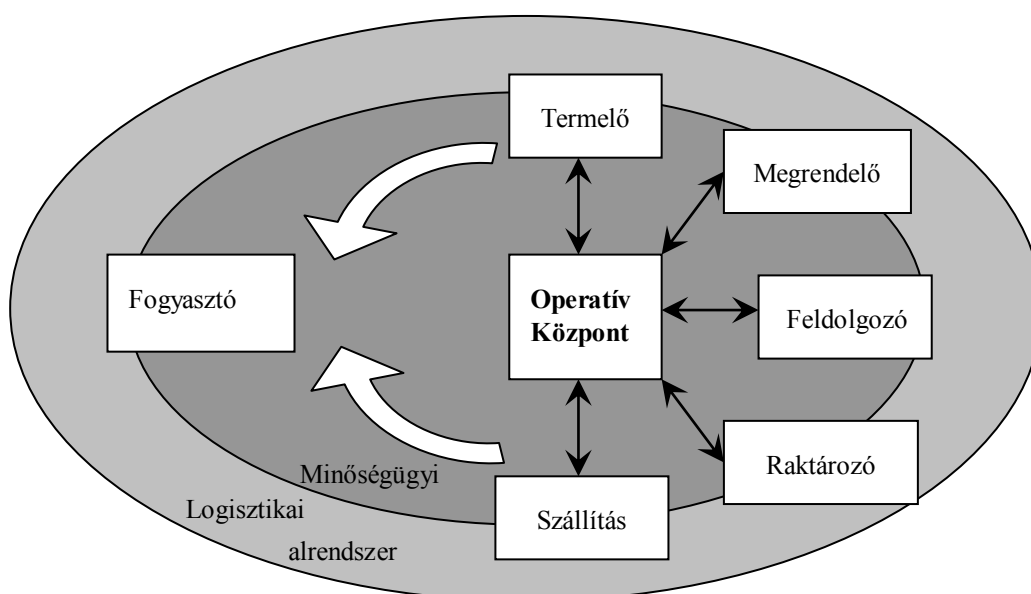 Termelő
Megrendelő
Fogyasztó
Operatív
Központ
Feldolgozó
Raktározó
Minőségügyi
Logisztikai
Szállítás
alrendszer